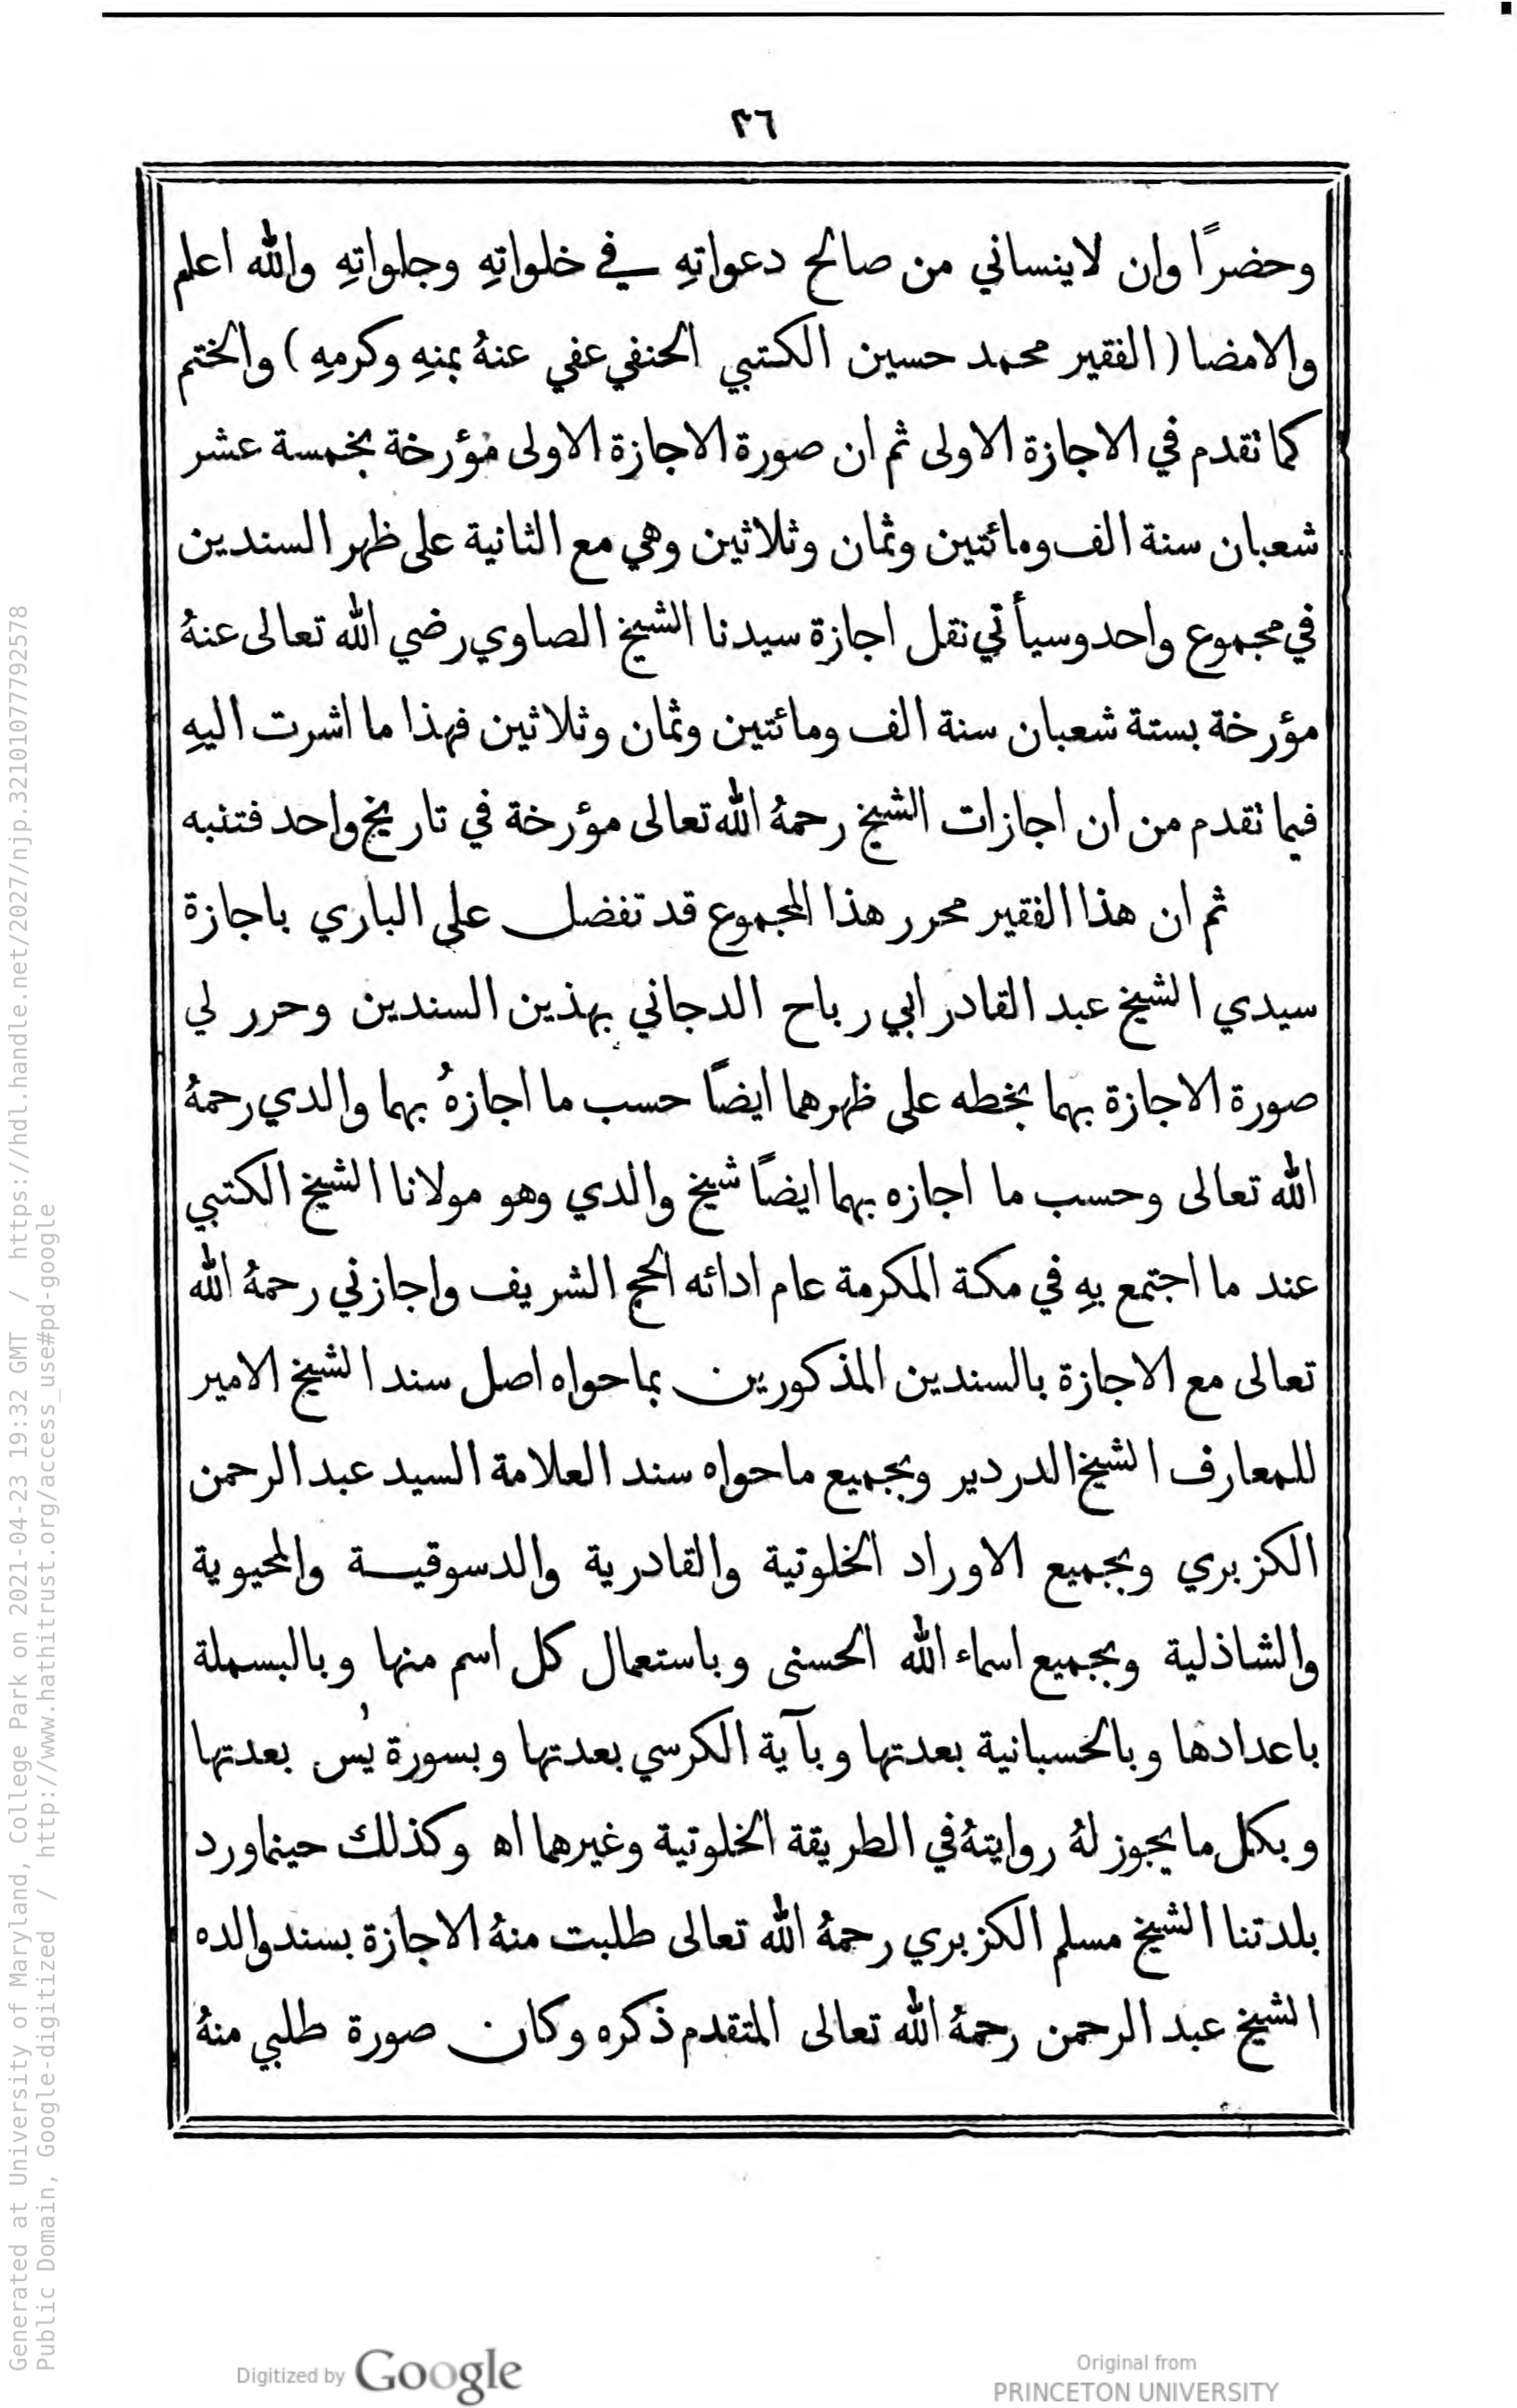 ٣٦
وحضرًا وان لاينساني من صالح دعواتهِ في خلواتهِ وجلواتهِ والله اعلم
والامضا (الفقير محمد حسين الكتبي الحنفي عفي عنهُ بمنهِ وكرمهِ) والختم
كما تقدم في الاجازة الاولى ثم ان صورة الاجازة الاولى مؤرخة بخمسة عشر
شعبان سنة الف ومائتين وثمان وثلاثين وهي مع الثانية على ظهر السندين
في مجموع واحد وسيأتي نقل اجازة سيدنا الشيخ الصاوي رضي الله تعالى عنهُ
مؤرخة بستة شعبان سنة الف ومائتين وثمان وثلاثين فهذا ما اشرت اليهِ
فيما تقدم من ان اجازات الشيخ رحمهُ الله تعالى مؤرخة في تاريخ واحد فتنبه
ثم ان هذا الفقير محرر هذا المجموع قد تفضل علي الباري باجازة
سيدي الشيخ عبد القادر ابي رباح الدجاني بهذين السندين وحرر لي
صورة الاجازة بهما بخطه على ظهرهما ايضًا حسب ما اجازهُ بهما والدي رحمهُ
الله تعالى وحسب ما اجازه بهما ايضًا شيخ والدي وهو مولانا الشيخ الكتبي
عند ما اجتمع بهِ في مكة المكرمة عام ادائه الحج الشريف واجازني رحمهُ الله
تعالى مع الاجازة بالسندين المذكورين بما حواه اصل سند الشيخ الامير
للمعارف الشيخ الدردير وبجميع ما حواه سند العلامة السيد عبد الرحمن
الكزبري وبجميع الاوراد الخلوتية والقادرية والدسوقية والمحيوية
والشاذلية وبجميع اسماء الله الحسنى وباستعمال كل اسم منها وبالبسملة
باعدادها وبالحسبانية بعدتها وبآية الكرسي بعدتها وبسورة يس بعدتها
وبكل ما يجوز لهُ روايتهُ في الطريقة الخلوتية وغيرهما اه وكذلك حينما ورد
بلدتنا الشيخ مسلم الكزبري رحمهُ الله تعالى طلبت منهُ الاجازة بسند والده
الشيخ عبد الرحمن رحمهُ الله تعالى المتقدم ذكره وكان صورة طلبي منهُ
Generated at University of Maryland, College Park on 2021-04-23 19:32 GMT / https://hdl.handle.net/2027/njp.32101077792578
Public Domain, Google-digitized / http://www.hathitrust.org/access_use#pd-google
Digitized by Google
Original from
PRINCETON UNIVERSITY